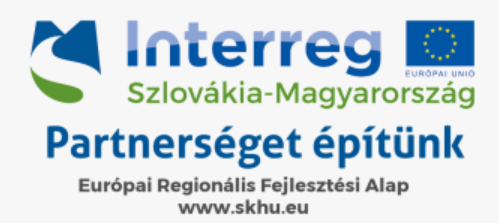 Interreg
EURÓPAI UNIÓ
Szlovákia-Magyarország
Partnerséget építünk
Európai Regionális Fejlesztési Alap
www.skhu.eu